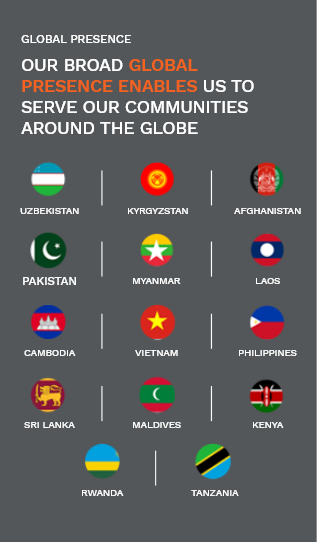 GLOBAL PRESENCE
OUR BROAD GLOBAL
PRESENCE ENABLES US TO
SERVE OUR COMMUNITIES
AROUND THE GLOBE
UZBEKISTAN
KYRGYZSTAN
AFGHANISTAN
PAKISTAN
MYANMAR
LAOS
CAMBODIA
VIETNAM
PHILIPPINES
SRI LANKA
MALDIVES
KENYA
RWANDA
TANZANIA